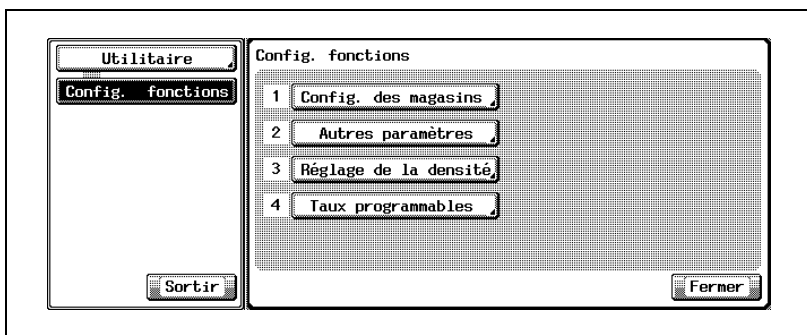 Utilitaire
Config. fonctions
Sortir
Config. fonctions
1 Config. des magasins
2 Autres paramètres
3 Réglage de la densité
4 Taux programmables
Fermer